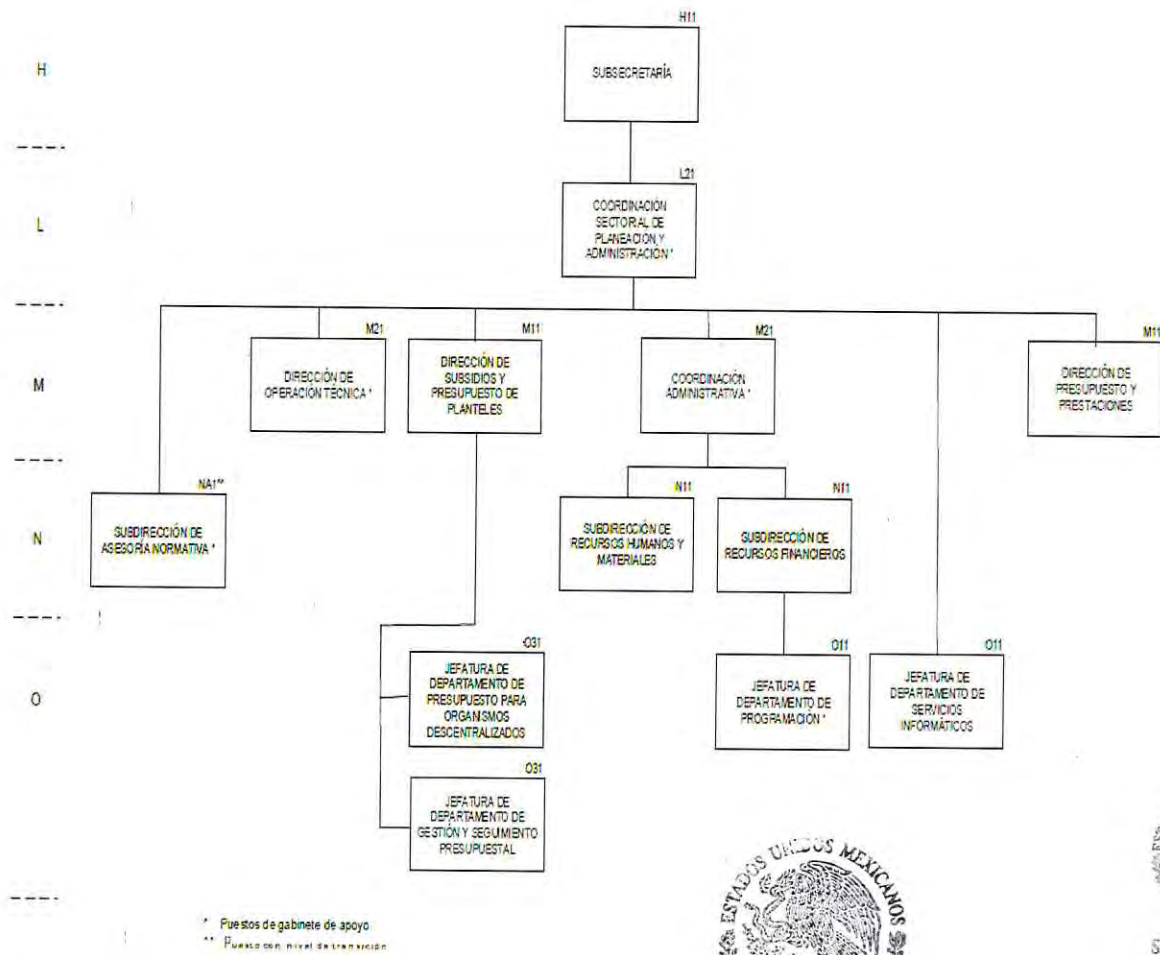 H11
H
SUBSECRETARÍA
L21
L
COORDINACIÓN
SECTORIAL DE
PLANEACIÓN Y
ADMINISTRACIÓN *
M21
M11
M21
M11
M
DIRECCIÓN DE
OPERACIÓN TÉCNICA *
DIRECCIÓN DE
SUBSIDIOS Y
PRESUPUESTO DE
PLANTELES
COORDINACIÓN
ADMINISTRATIVA *
DIRECCIÓN DE
PRESUPUESTO Y
PRESTACIONES
NA1**
N11
N11
N
SUBDIRECCIÓN DE
ASESORÍA NORMATIVA *
SUBDIRECCIÓN DE
RECURSOS HUMANOS Y
MATERIALES
SUBDIRECCIÓN DE
RECURSOS FINANCIEROS
O31
O11
O11
O
JEFATURA DE
DEPARTAMENTO DE
PRESUPUESTO PARA
ORGANISMOS
DESCENTRALIZADOS
JEFATURA DE
DEPARTAMENTO DE
PROGRAMACIÓN *
JEFATURA DE
DEPARTAMENTO DE
SERVICIOS
INFORMÁTICOS
O31
JEFATURA DE
DEPARTAMENTO DE
GESTIÓN Y SEGUIMIENTO
PRESUPUESTAL
* Puestos de gabinete de apoyo
** Puesto con nivel de transición
ESTADOS UNIDOS MEXICANOS